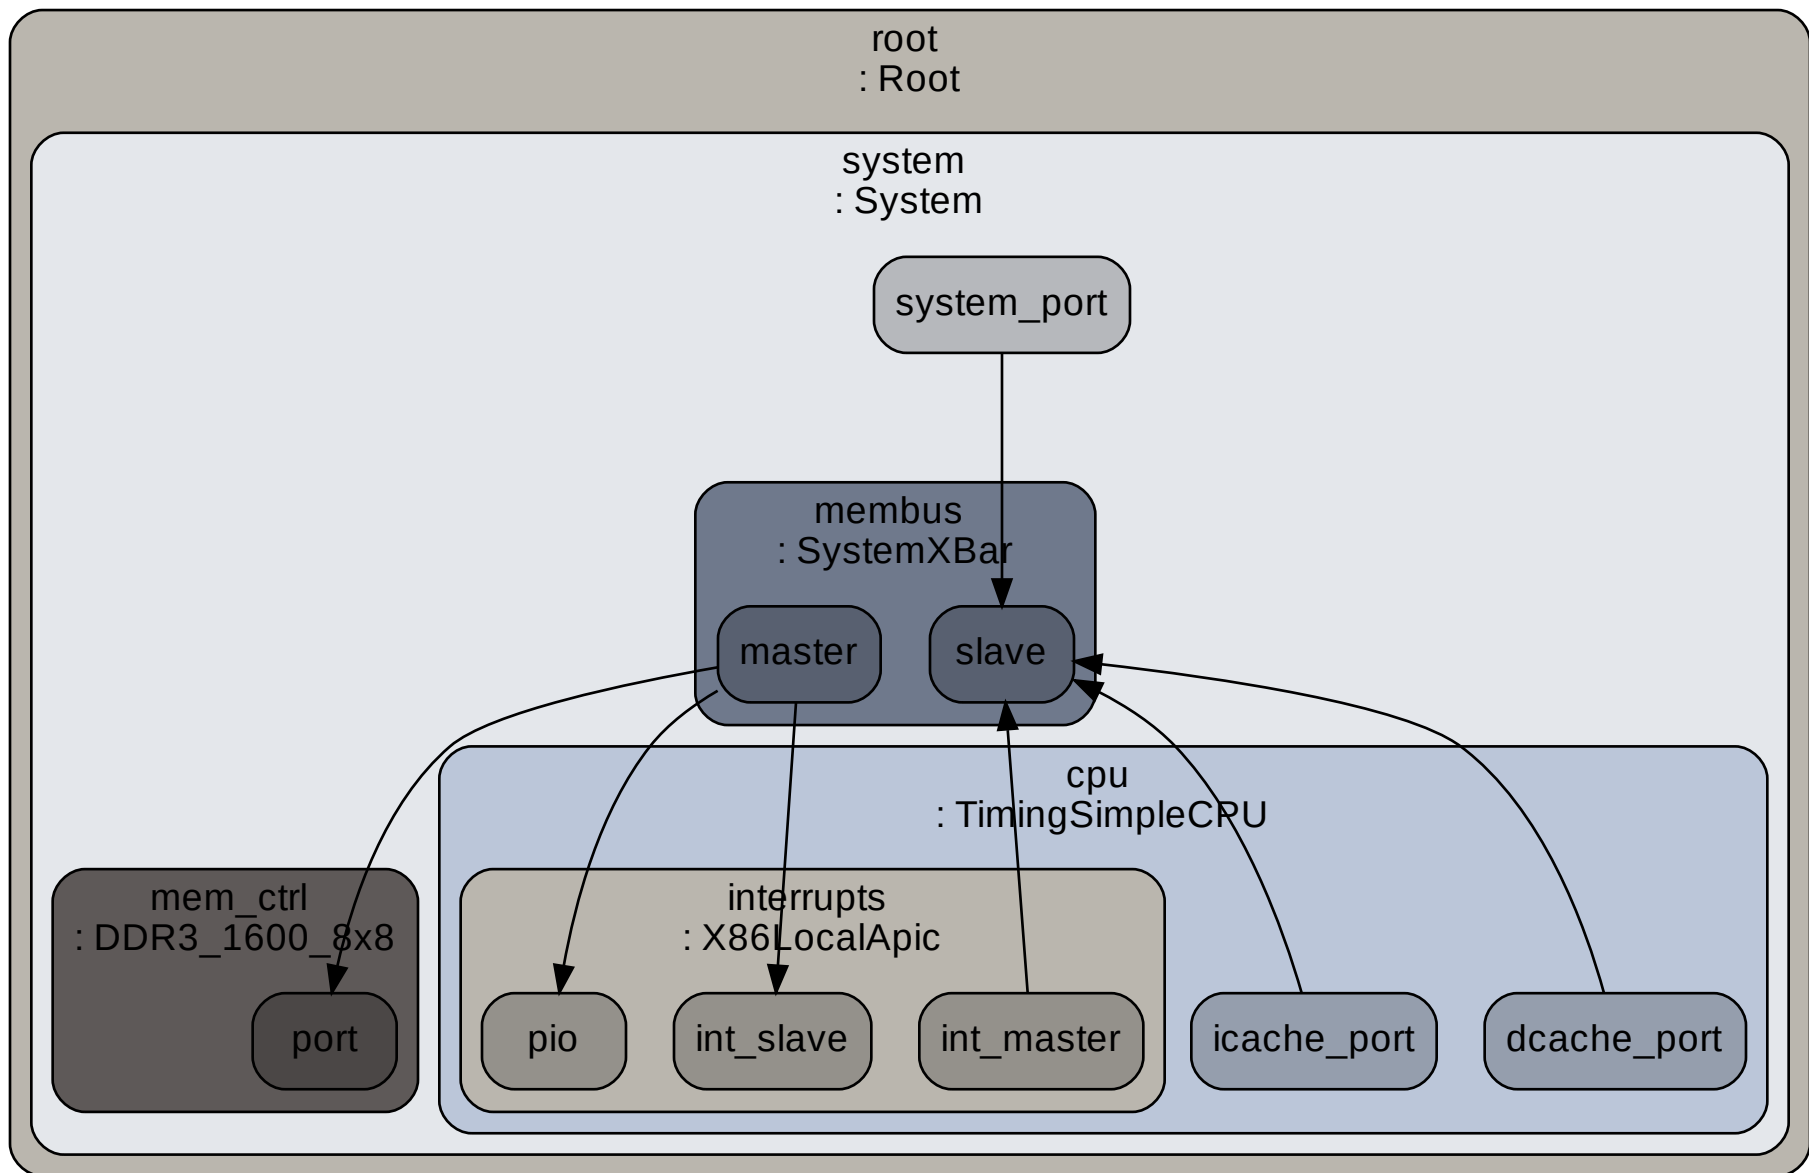 root
: Root
system
: System
system_port
membus
: SystemXBar
master
slave
cpu
: TimingSimpleCPU
mem_ctrl
: DDR3_1600_8x8
port
interrupts
: X86LocalApic
pio
int_slave
int_master
icache_port
dcache_port